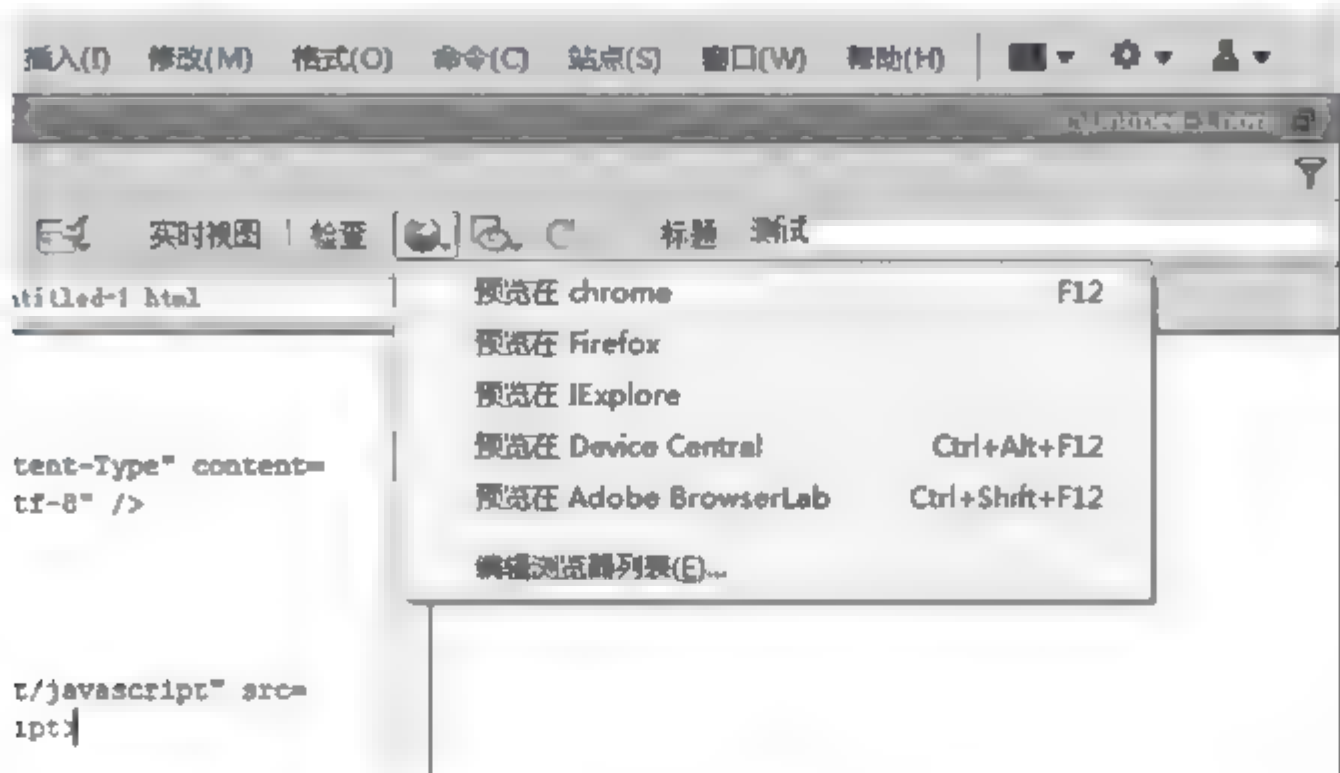 插入(I) 修改(M) 格式(O) 命令(C) 站点(S) 窗口(W) 帮助(H)
实时视图 检查 标题 测试
ntitled-1 html
预览在 chrome F12
预览在 Firefox
预览在 IExplore
预览在 Device Central Ctrl+Alt+F12
预览在 Adobe BrowserLab Ctrl+Shift+F12
编辑浏览器列表(E)...
tent-Type" content=
tf-8" />
t/javascript" src=
ipt>